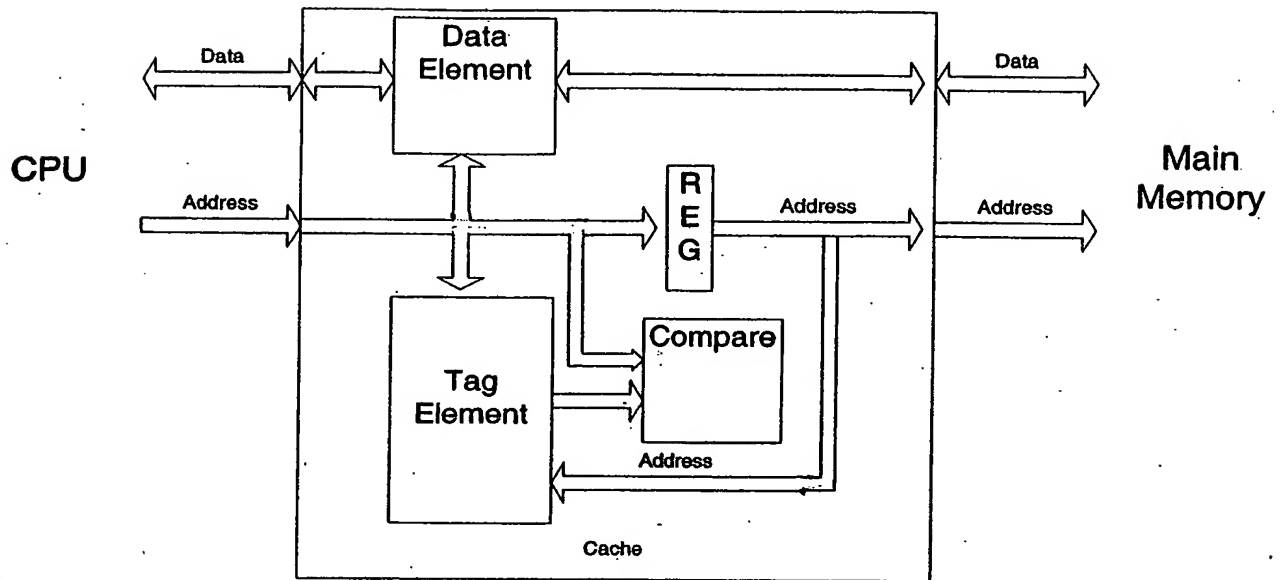 Data
Element
Data
Data
CPU
Main
Memory
Address
R
E
G
Address
Address
Compare
Tag
Element
Address
Cache